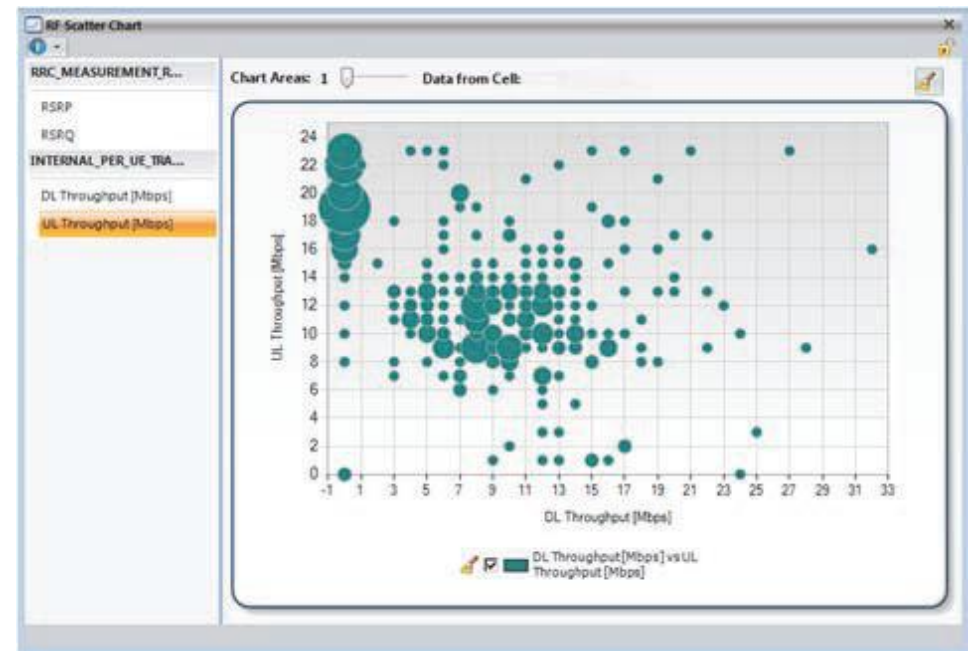 RF Scatter Chart
RRC_MEASUREMENT_R...
RSRP
RSRQ
INTERNAL_PER_UE_TRA...
DL Throughput [Mbps]
UL Throughput [Mbps]
Chart Areas: 1 Data from Cell:
24
22
20
18
16
14
12
10
8
6
4
2
0
UL Throughput [Mbps]
-1 1 3 5 7 9 11 13 15 17 19 21 23 25 27 29 31 33
DL Throughput [Mbps]
DL Throughput [Mbps] vs UL
Throughput [Mbps]